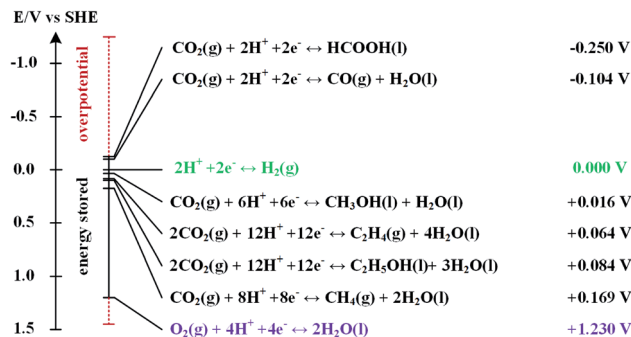 E/V vs SHE
-1.0
-0.5
0.0
0.5
1.0
1.5
overpotential
energy stored
CO₂(g) + 2H⁺ +2e⁻ ↔ HCOOH(l) -0.250 V
CO₂(g) + 2H⁺ +2e⁻ ↔ CO(g) + H₂O(l) -0.104 V
2H⁺ +2e⁻ ↔ H₂(g) 0.000 V
CO₂(g) + 6H⁺ +6e⁻ ↔ CH₃OH(l) + H₂O(l) +0.016 V
2CO₂(g) + 12H⁺ +12e⁻ ↔ C₂H₄(g) + 4H₂O(l) +0.064 V
2CO₂(g) + 12H⁺ +12e⁻ ↔ C₂H₅OH(l)+ 3H₂O(l) +0.084 V
CO₂(g) + 8H⁺ +8e⁻ ↔ CH₄(g) + 2H₂O(l) +0.169 V
O₂(g) + 4H⁺ +4e⁻ ↔ 2H₂O(l) +1.230 V